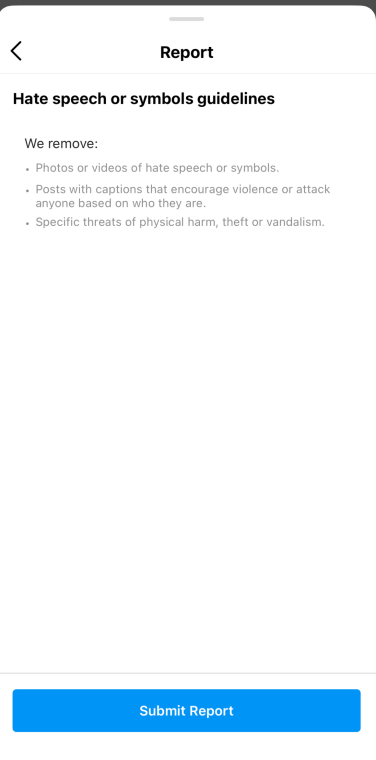 Report
Hate speech or symbols guidelines
We remove:
• Photos or videos of hate speech or symbols.
• Posts with captions that encourage violence or attack
anyone based on who they are.
• Specific threats of physical harm, theft or vandalism.
Submit Report